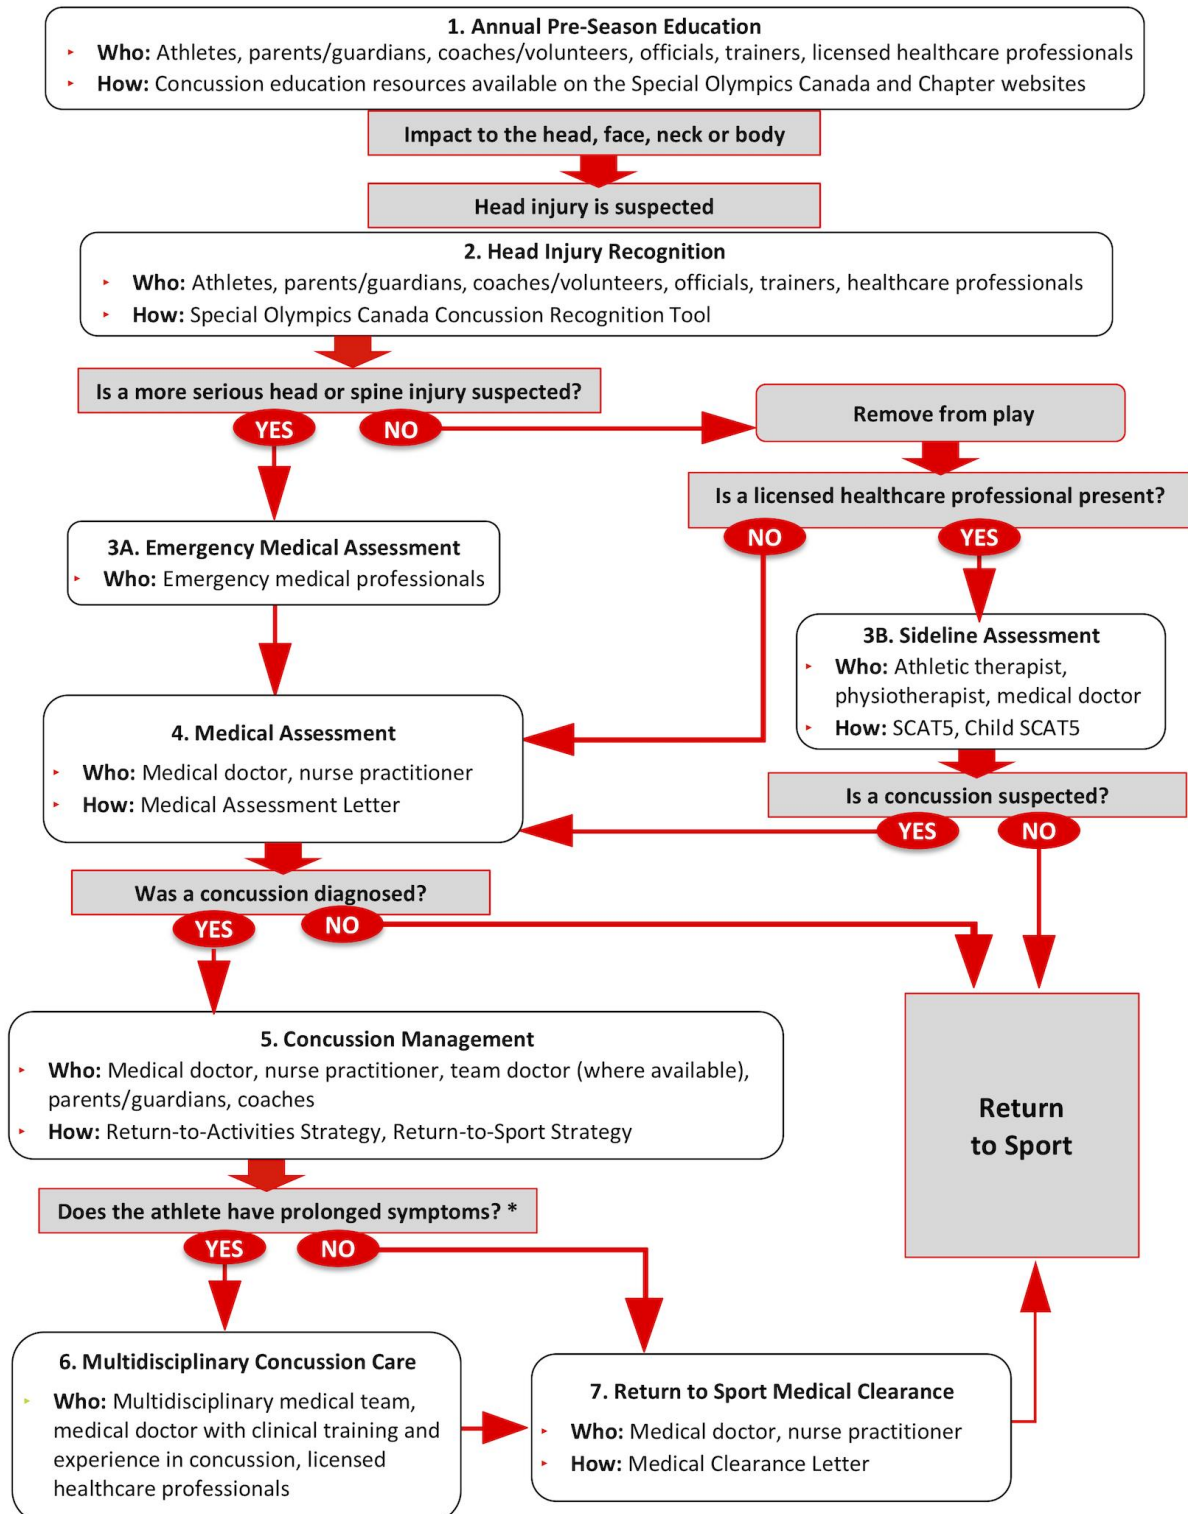 1. Annual Pre-Season Education
Who: Athletes, parents/guardians, coaches/volunteers, officials, trainers, licensed healthcare professionals
How: Concussion education resources available on the Special Olympics Canada and Chapter websites
Impact to the head, face, neck or body
Head injury is suspected
2. Head Injury Recognition
Who: Athletes, parents/guardians, coaches/volunteers, officials, trainers, healthcare professionals
How: Special Olympics Canada Concussion Recognition Tool
Is a more serious head or spine injury suspected?
YES
NO
Remove from play
Is a licensed healthcare professional present?
NO
YES
3A. Emergency Medical Assessment
Who: Emergency medical professionals
3B. Sideline Assessment
Who: Athletic therapist,
physiotherapist, medical doctor
How: SCAT5, Child SCAT5
4. Medical Assessment
Who: Medical doctor, nurse practitioner
How: Medical Assessment Letter
Is a concussion suspected?
YES
NO
Was a concussion diagnosed?
YES
NO
5. Concussion Management
Who: Medical doctor, nurse practitioner, team doctor (where available),
parents/guardians, coaches
How: Return-to-Activities Strategy, Return-to-Sport Strategy
Return
to Sport
Does the athlete have prolonged symptoms? *
YES
NO
6. Multidisciplinary Concussion Care
Who: Multidisciplinary medical team,
medical doctor with clinical training and
experience in concussion, licensed
healthcare professionals
7. Return to Sport Medical Clearance
Who: Medical doctor, nurse practitioner
How: Medical Clearance Letter